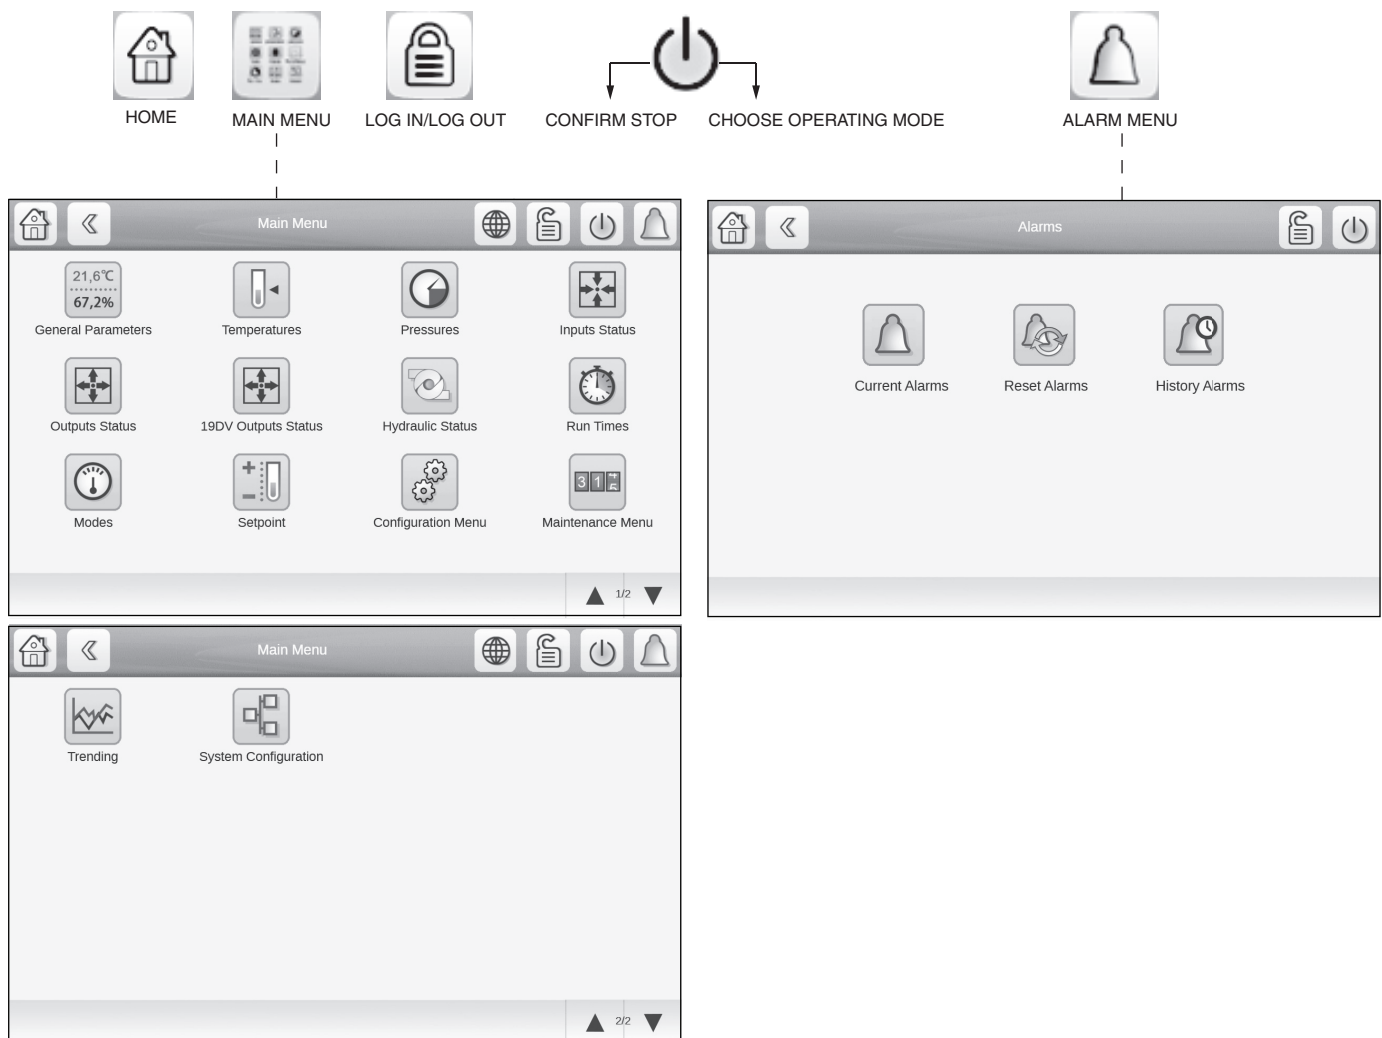 HOME
MAIN MENU
LOG IN/LOG OUT
CONFIRM STOP
CHOOSE OPERATING MODE
ALARM MENU
Main Menu
21,6℃
67,2%
General Parameters
Temperatures
Pressures
Inputs Status
Outputs Status
19DV Outputs Status
Hydraulic Status
Run Times
Modes
Setpoint
Configuration Menu
3 1
Maintenance Menu
1/2
Alarms
Current Alarms
Reset Alarms
History Alarms
Main Menu
Trending
System Configuration
2/2